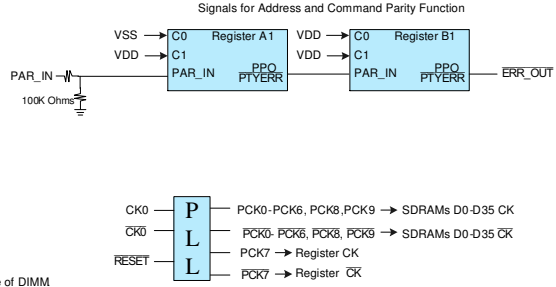 Signals for Address and Command Parity Function
VSS C0 Register A1 VDD C0 Register B1
VDD C1 VDD C1
PAR_IN PAR_IN PPO PAR_IN PPO ERR_OUT
PTYERR PTYERR
100K Ohms
CK0 PLL PCK0-PCK6, PCK8,PCK9 SDRAMs D0-D35 CK
CK0 PCK0- PCK6, PCK8, PCK9 SDRAMs D0-D35 CK
PCK7 Register CK
RESET
PCK7 Register CK
e of DIMM.